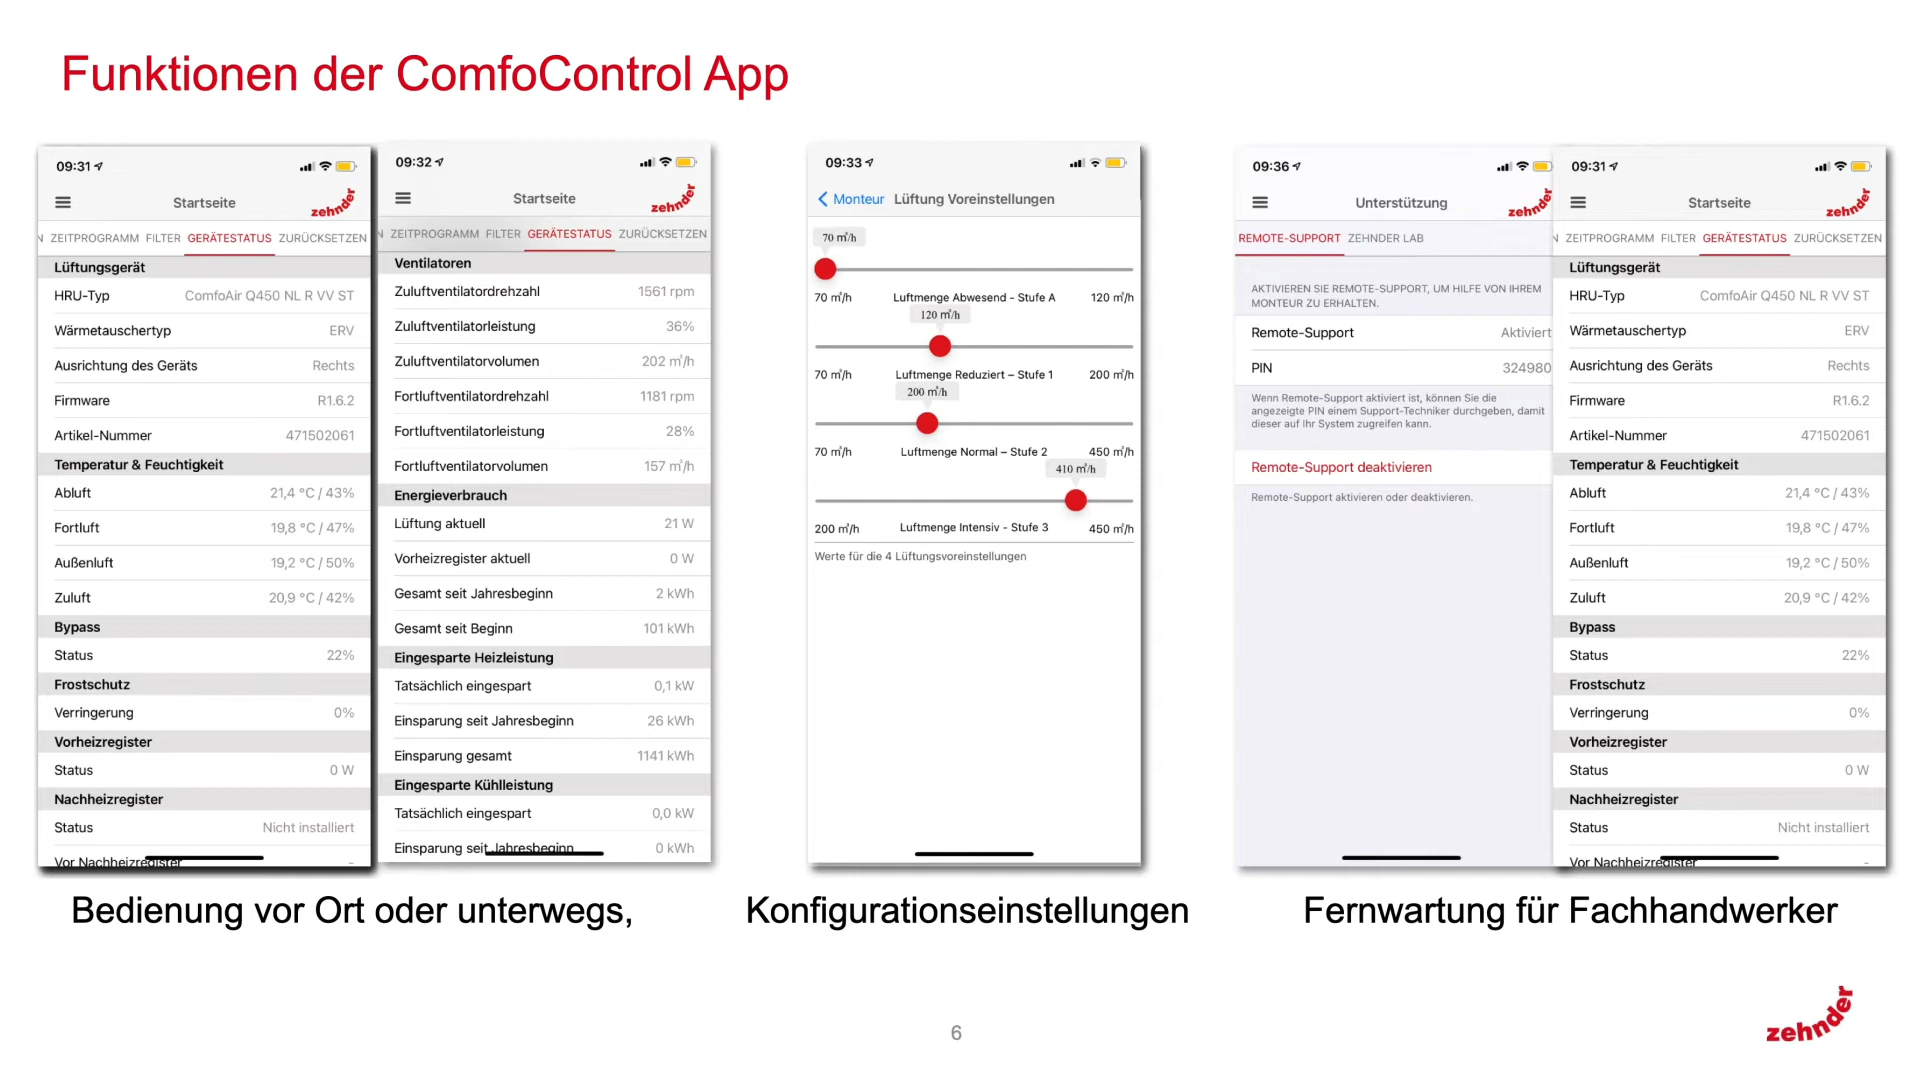 Funktionen der ComfoControl App
09:31
Startseite
zehnder
N ZEITPROGRAMM FILTER GERÄTESTATUS ZURÜCKSETZEN
Lüftungsgerät
HRU-Typ ComfoAir Q450 NL R VV ST
Wärmetauschertyp ERV
Ausrichtung des Geräts Rechts
Firmware R1.6.2
Artikel-Nummer 471502061
Temperatur & Feuchtigkeit
Abluft 21,4 °C / 43%
Fortluft 19,8 °C / 47%
Außenluft 19,2 °C / 50%
Zuluft 20,9 °C / 42%
Bypass
Status 22%
Frostschutz
Verringerung 0%
Vorheizregister
Status 0 W
Nachheizregister
Status Nicht installiert
Vor Nachheizregister -
09:32
Startseite
zehnder
N ZEITPROGRAMM FILTER GERÄTESTATUS ZURÜCKSETZEN
Ventilatoren
Zuluftventilatordrehzahl 1561 rpm
Zuluftventilatorleistung 36%
Zuluftventilatorvolumen 202 m³/h
Fortluftventilatordrehzahl 1181 rpm
Fortluftventilatorleistung 28%
Fortluftventilatorvolumen 157 m³/h
Energieverbrauch
Lüftung aktuell 21 W
Vorheizregister aktuell 0 W
Gesamt seit Jahresbeginn 2 kWh
Gesamt seit Beginn 101 kWh
Eingesparte Heizleistung
Tatsächlich eingespart 0,1 kW
Einsparung seit Jahresbeginn 26 kWh
Einsparung gesamt 1141 kWh
Eingesparte Kühlleistung
Tatsächlich eingespart 0,0 kW
Einsparung seit Jahresbeginn 0 kWh
Bedienung vor Ort oder unterwegs,
09:33
Monteur Lüftung Voreinstellungen
70 m³/h
70 m³/h Luftmenge Abwesend - Stufe A 120 m³/h
120 m³/h
70 m³/h Luftmenge Reduziert – Stufe 1 200 m³/h
200 m³/h
70 m³/h Luftmenge Normal – Stufe 2 450 m³/h
410 m³/h
200 m³/h Luftmenge Intensiv - Stufe 3 450 m³/h
Werte für die 4 Lüftungsvoreinstellungen
Konfigurationseinstellungen
09:36
Unterstützung
zehnder
REMOTE-SUPPORT ZEHNDER LAB
AKTIVIEREN SIE REMOTE-SUPPORT, UM HILFE VON IHREM
MONTEUR ZU ERHALTEN.
Remote-Support Aktiviert
PIN 324980
Wenn Remote-Support aktiviert ist, können Sie die
angezeigte PIN einem Support-Techniker durchgeben, damit
dieser auf Ihr System zugreifen kann.
Remote-Support deaktivieren
Remote-Support aktivieren oder deaktivieren.
09:31
Startseite
zehnder
N ZEITPROGRAMM FILTER GERÄTESTATUS ZURÜCKSETZEN
Lüftungsgerät
HRU-Typ ComfoAir Q450 NL R VV ST
Wärmetauschertyp ERV
Ausrichtung des Geräts Rechts
Firmware R1.6.2
Artikel-Nummer 471502061
Temperatur & Feuchtigkeit
Abluft 21,4 °C / 43%
Fortluft 19,8 °C / 47%
Außenluft 19,2 °C / 50%
Zuluft 20,9 °C / 42%
Bypass
Status 22%
Frostschutz
Verringerung 0%
Vorheizregister
Status 0 W
Nachheizregister
Status Nicht installiert
Vor Nachheizregister -
Fernwartung für Fachhandwerker
6
zehnder